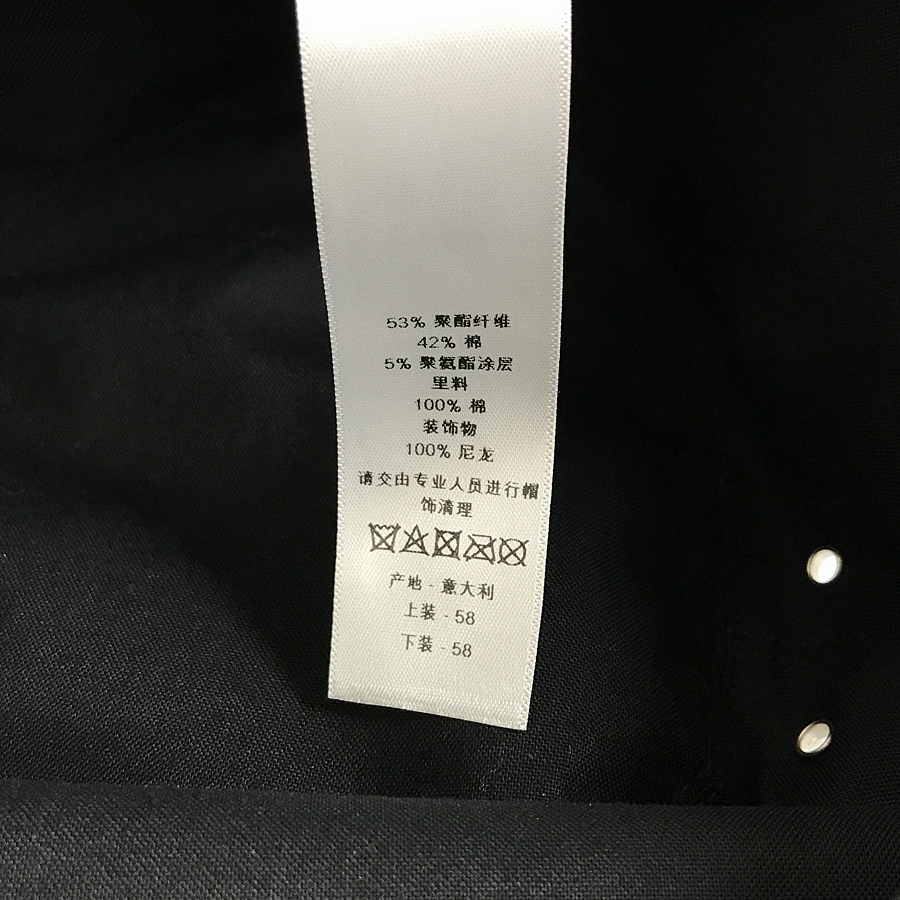 53% 聚酯纤维
42% 棉
5% 聚氨酯涂层
里料
100% 棉
装饰物
100% 尼龙
请交由专业人员进行帽
饰清理
产地 - 意大利
上装 - 58
下装 - 58